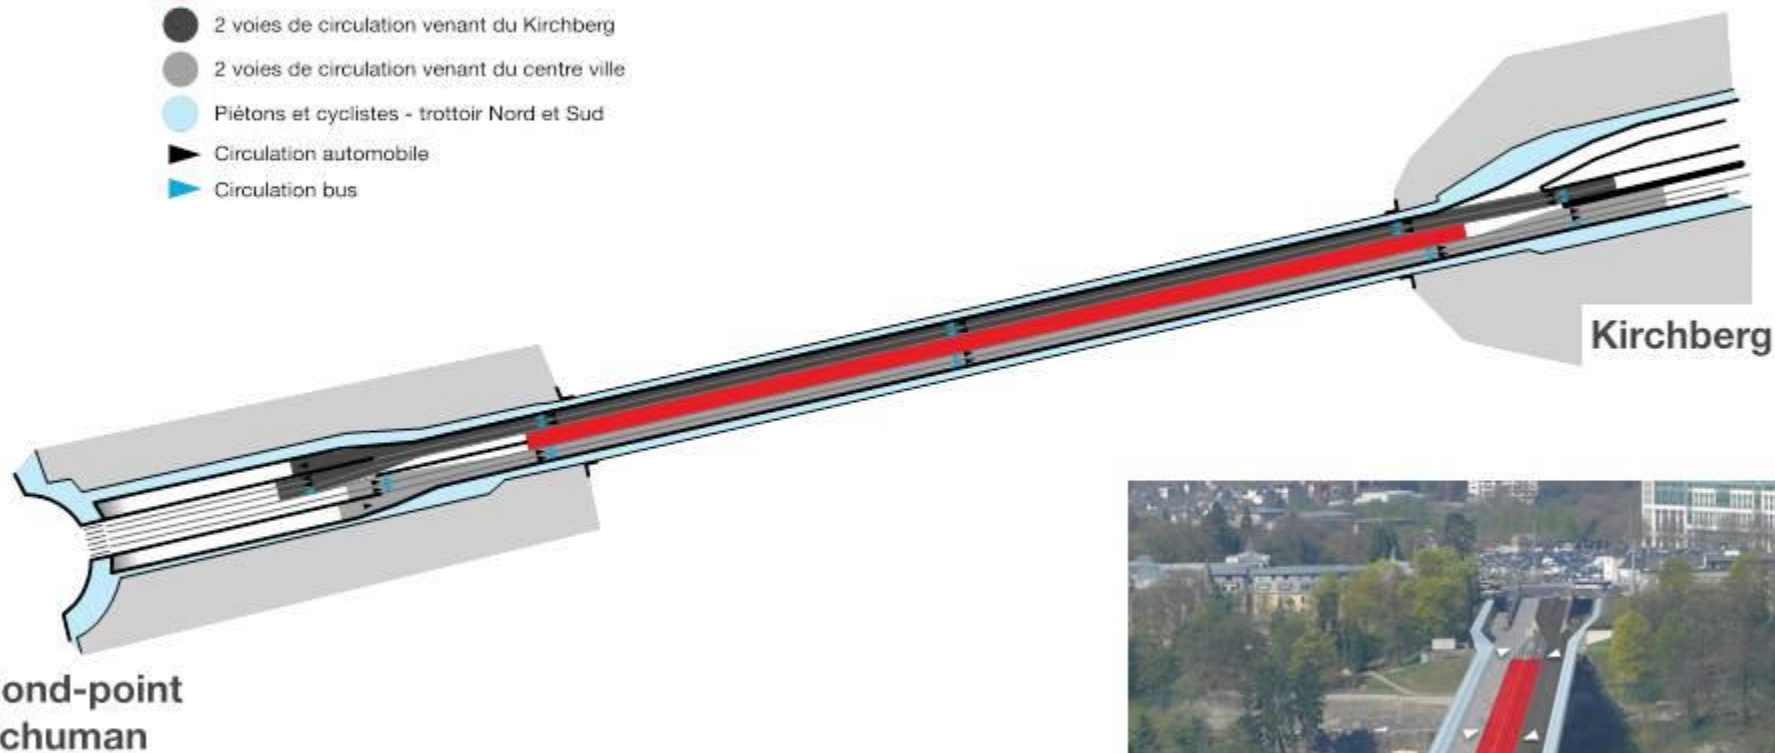 2 voies de circulation venant du Kirchberg
2 voies de circulation venant du centre ville
Piétons et cyclistes - trottoir Nord et Sud
Circulation automobile
Circulation bus
Kirchberg
ond-point
chuman